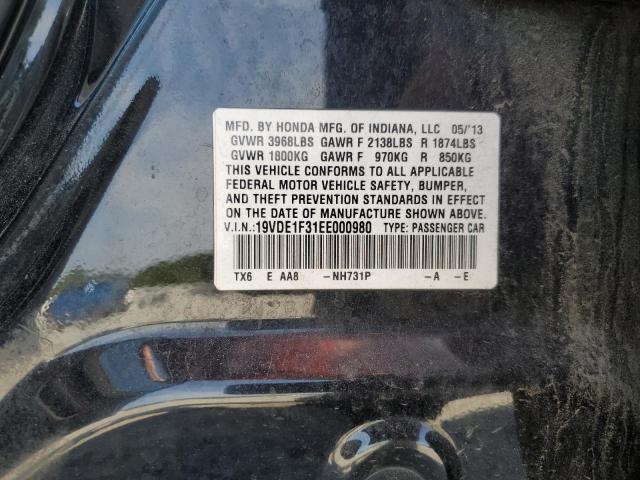 MFD. BY HONDA MFG. OF INDIANA, LLC 05/'13
GVWR 3968LBS GAWR F 2138LBS R 1874LBS
GVWR 1800KG GAWR F 970KG R 850KG
THIS VEHICLE CONFORMS TO ALL APPLICABLE
FEDERAL MOTOR VEHICLE SAFETY, BUMPER,
AND THEFT PREVENTION STANDARDS IN EFFECT
ON THE DATE OF MANUFACTURE SHOWN ABOVE.
V.I.N.:19VDE1F31EE000980 TYPE: PASSENGER CAR
TX6 E AA8 -NH731P -A -E